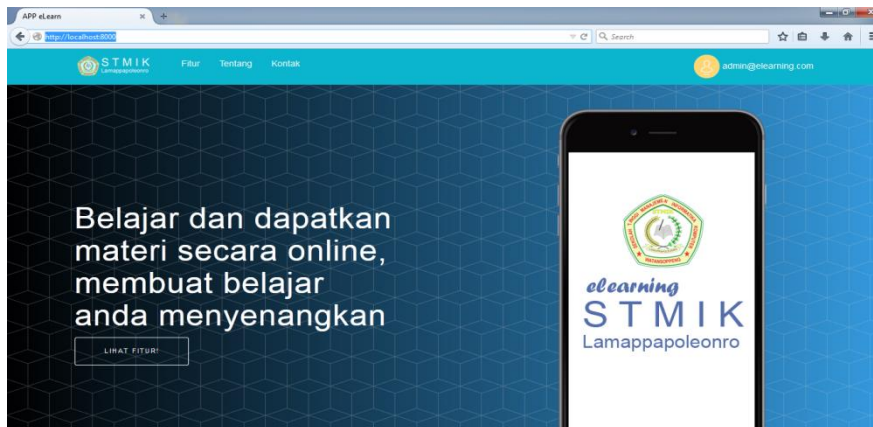 APP eLearn
http://localhost:8000
Search
STMIK
Lamappapoleonro
Fitur
Tentang
Kontak
admin@elearning.com
Belajar dan dapatkan
materi secara online,
membuat belajar
anda menyenangkan
LIHAT FITUR!
elearning
STMIK
Lamappapoleonro